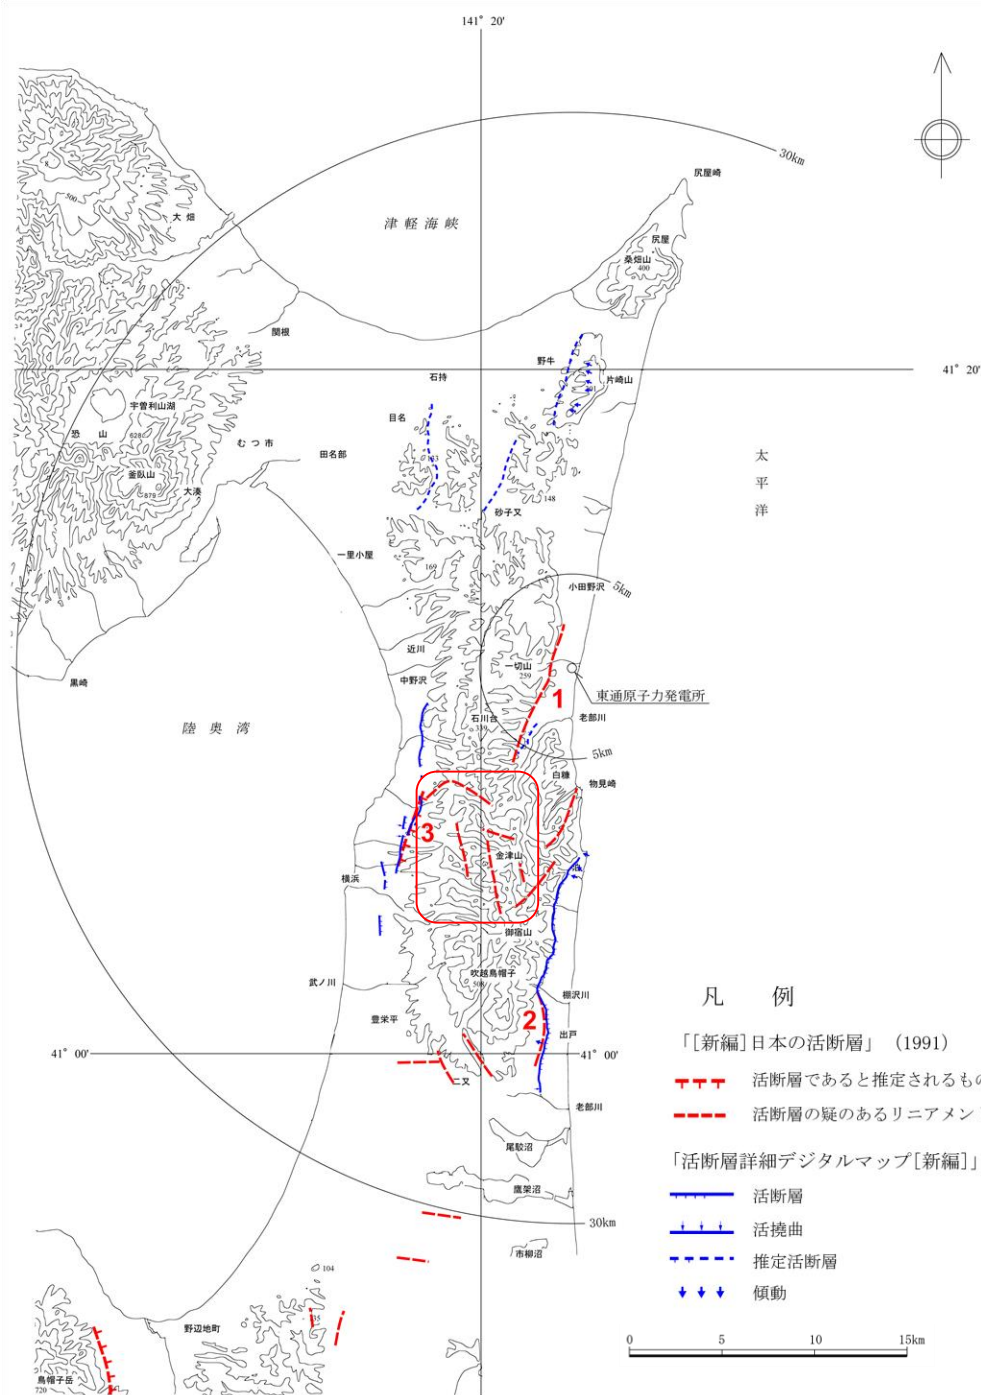 141° 20'
30km
尻屋崎
大畑
津軽海峡
尻屋
桑畑山
400
8
500
関根
野牛
41° 20'
石持
片崎山
宇曽利山湖
目名
恐山
628
むつ市
田名部
釜臥山
879
大湊
太平洋
148
砂子又
一里小屋
169
小田野沢
5km
近川
一切山
259
中野沢
黒崎
東通原子力発電所
1
陸奥湾
石川台
老部川
5km
白糠
物見崎
3
金津山
横浜
御宿山
吹越烏帽子
508
武ノ川
棚沢川
豊栄平
2
出戸
41° 00'
41° 00'
二又
老部川
尾駮沼
鷹架沼
30km
市柳沼
104
野辺地町
烏帽子岳
720
凡例
「[新編]日本の活断層」 (1991)
活断層であると推定されるもの
活断層の疑のあるリニアメント
「活断層詳細デジタルマップ[新編]」
活断層
活撓曲
推定活断層
傾動
0 5 10 15km